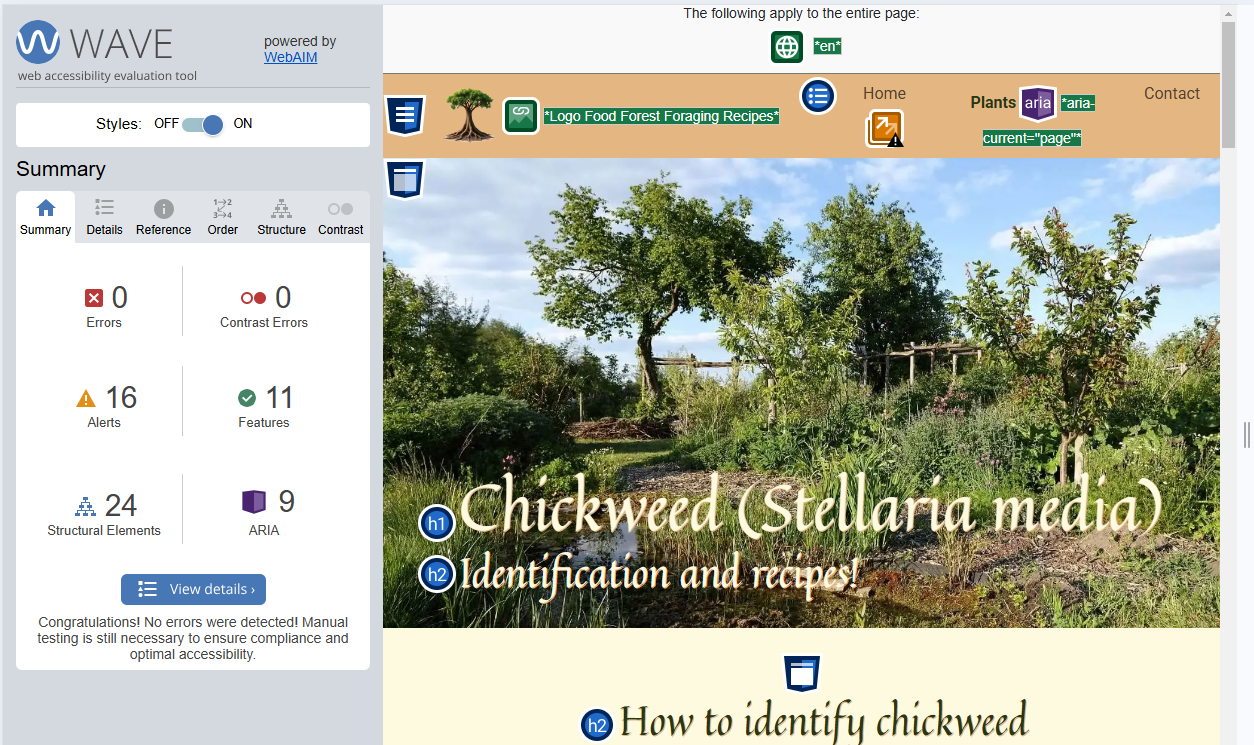 WAVE
web accessibility evaluation tool
powered by
WebAIM
Styles: OFF ON
Summary
Summary Details Reference Order Structure Contrast
0
Errors
0
Contrast Errors
16
Alerts
11
Features
24
Structural Elements
9
ARIA
View details ›
Congratulations! No errors were detected! Manual
testing is still necessary to ensure compliance and
optimal accessibility.
The following apply to the entire page:
*en*
*Logo Food Forest Foraging Recipes*
Home
Plants aria *aria-
current="page"*
Contact
h1 Chickweed (Stellaria media)
h2 Identification and recipes!
h2 How to identify chickweed